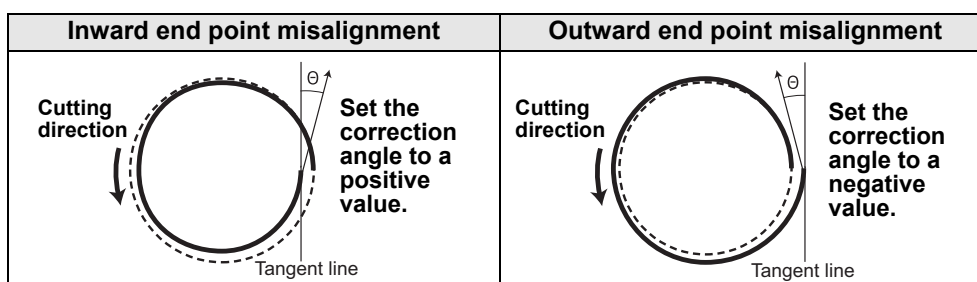 Inward end point misalignment
Outward end point misalignment
Cutting
direction
Θ
Set the
correction
angle to a
positive
value.
Tangent line
Cutting
direction
Θ
Set the
correction
angle to a
negative
value.
Tangent line